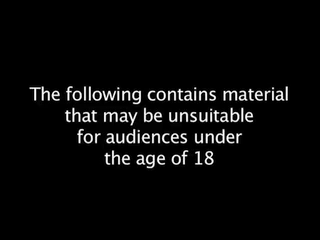 The following contains material
that may be unsuitable
for audiences under
the age of 18